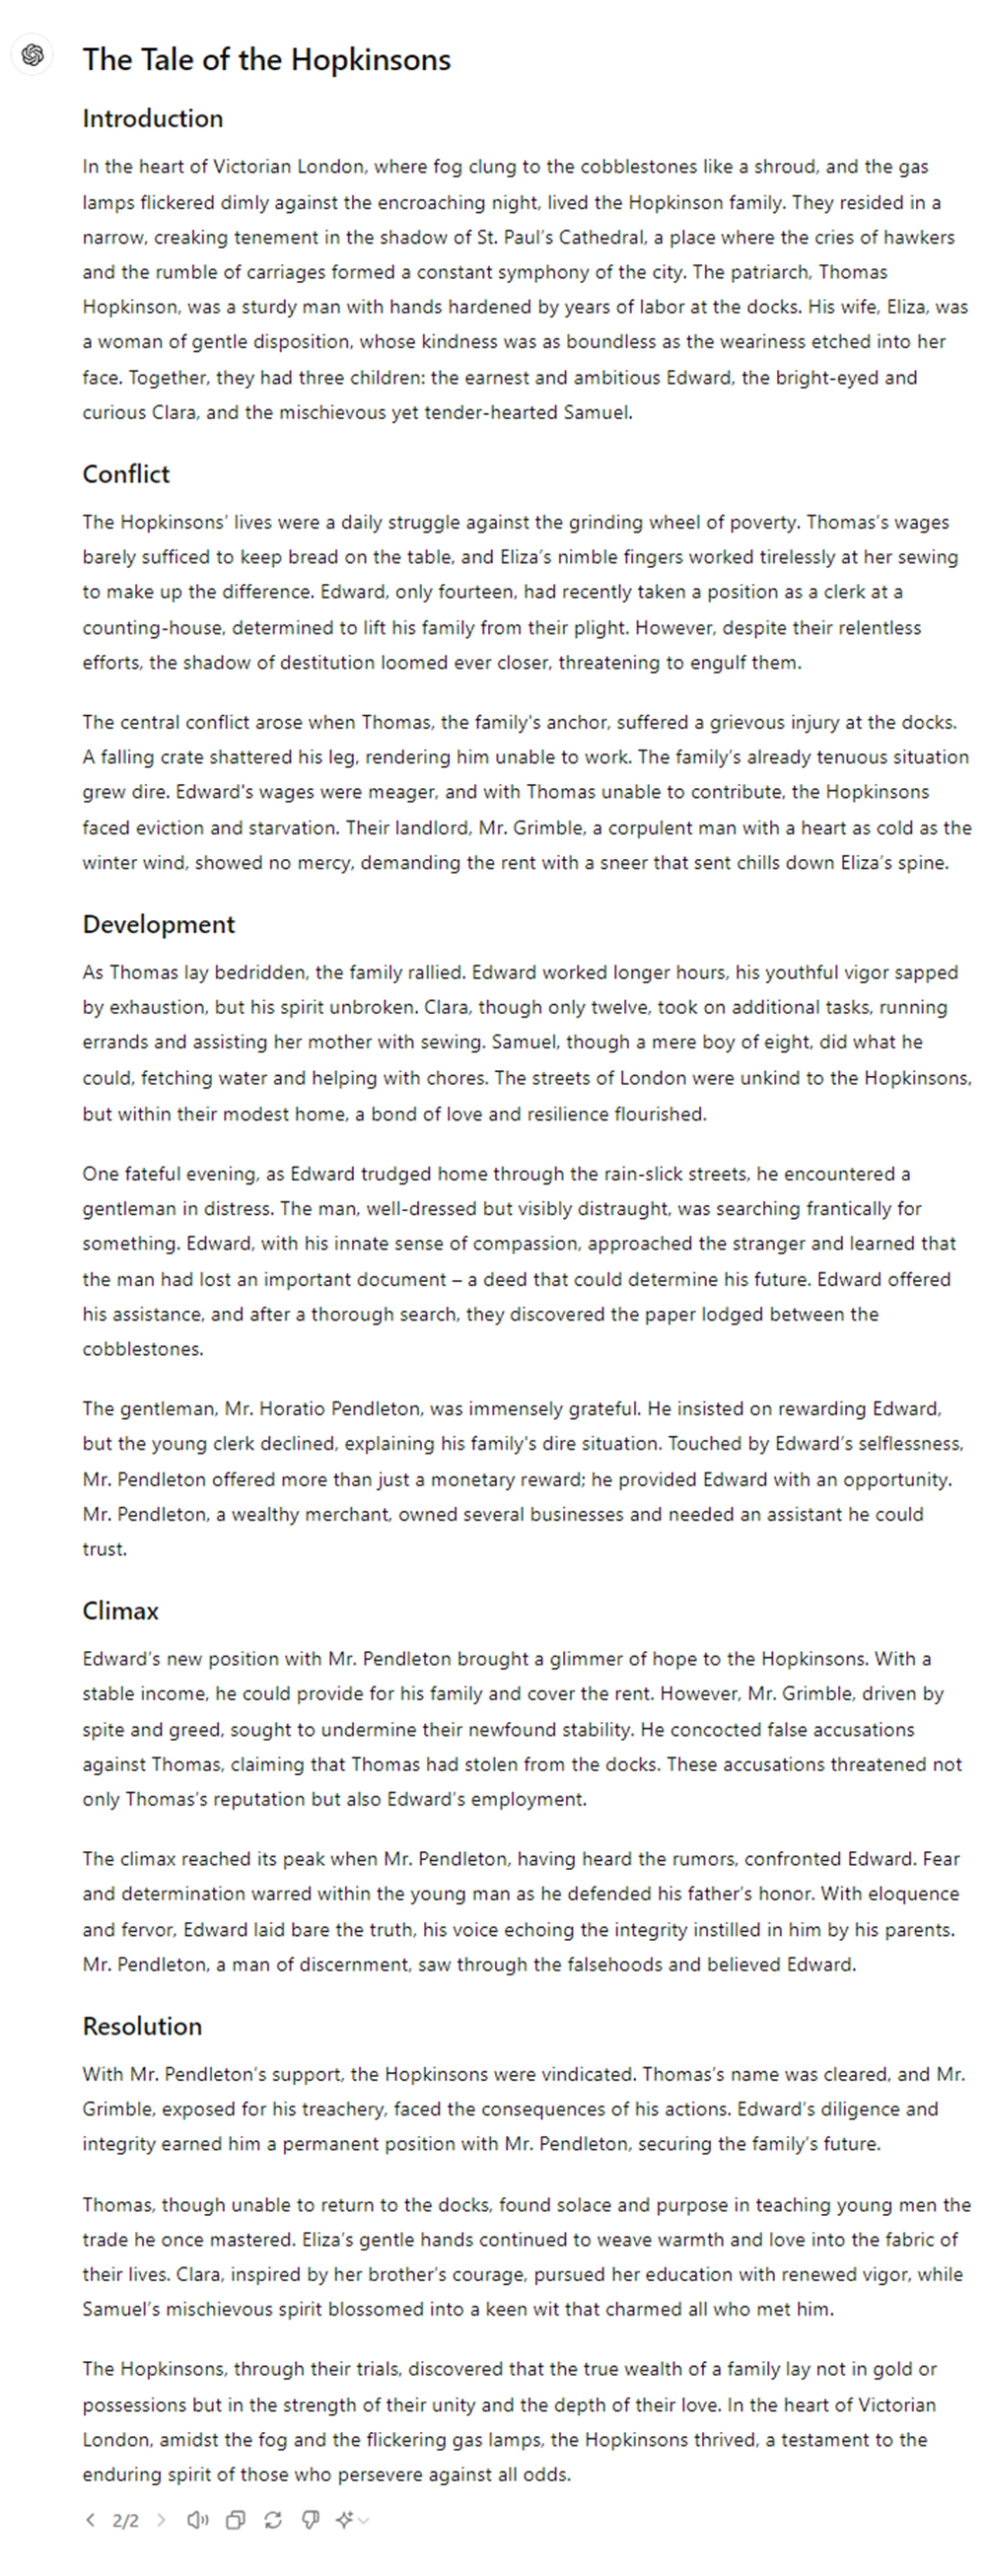 The Tale of the Hopkinsons
Introduction
In the heart of Victorian London, where fog clung to the cobblestones like a shroud, and the gas
lamps flickered dimly against the encroaching night, lived the Hopkinson family. They resided in a
narrow, creaking tenement in the shadow of St. Paul's Cathedral, a place where the cries of hawkers
and the rumble of carriages formed a constant symphony of the city. The patriarch, Thomas
Hopkinson, was a sturdy man with hands hardened by years of labor at the docks. His wife, Eliza, was
a woman of gentle disposition, whose kindness was as boundless as the weariness etched into her
face. Together, they had three children: the earnest and ambitious Edward, the bright-eyed and
curious Clara, and the mischievous yet tender-hearted Samuel.
Conflict
The Hopkinsons' lives were a daily struggle against the grinding wheel of poverty. Thomas's wages
barely sufficed to keep bread on the table, and Eliza's nimble fingers worked tirelessly at her sewing
to make up the difference. Edward, only fourteen, had recently taken a position as a clerk at a
counting-house, determined to lift his family from their plight. However, despite their relentless
efforts, the shadow of destitution loomed ever closer, threatening to engulf them.
The central conflict arose when Thomas, the family's anchor, suffered a grievous injury at the docks.
A falling crate shattered his leg, rendering him unable to work. The family's already tenuous situation
grew dire. Edward's wages were meager, and with Thomas unable to contribute, the Hopkinsons
faced eviction and starvation. Their landlord, Mr. Grimble, a corpulent man with a heart as cold as the
winter wind, showed no mercy, demanding the rent with a sneer that sent chills down Eliza's spine.
Development
As Thomas lay bedridden, the family rallied. Edward worked longer hours, his youthful vigor sapped
by exhaustion, but his spirit unbroken. Clara, though only twelve, took on additional tasks, running
errands and assisting her mother with sewing. Samuel, though a mere boy of eight, did what he
could, fetching water and helping with chores. The streets of London were unkind to the Hopkinsons,
but within their modest home, a bond of love and resilience flourished.
One fateful evening, as Edward trudged home through the rain-slick streets, he encountered a
gentleman in distress. The man, well-dressed but visibly distraught, was searching frantically for
something. Edward, with his innate sense of compassion, approached the stranger and learned that
the man had lost an important document – a deed that could determine his future. Edward offered
his assistance, and after a thorough search, they discovered the paper lodged between the
cobblestones.
The gentleman, Mr. Horatio Pendleton, was immensely grateful. He insisted on rewarding Edward,
but the young clerk declined, explaining his family's dire situation. Touched by Edward's selflessness,
Mr. Pendleton offered more than just a monetary reward; he provided Edward with an opportunity.
Mr. Pendleton, a wealthy merchant, owned several businesses and needed an assistant he could
trust.
Climax
Edward's new position with Mr. Pendleton brought a glimmer of hope to the Hopkinsons. With a
stable income, he could provide for his family and cover the rent. However, Mr. Grimble, driven by
spite and greed, sought to undermine their newfound stability. He concocted false accusations
against Thomas, claiming that Thomas had stolen from the docks. These accusations threatened not
only Thomas's reputation but also Edward's employment.
The climax reached its peak when Mr. Pendleton, having heard the rumors, confronted Edward. Fear
and determination warred within the young man as he defended his father's honor. With eloquence
and fervor, Edward laid bare the truth, his voice echoing the integrity instilled in him by his parents.
Mr. Pendleton, a man of discernment, saw through the falsehoods and believed Edward.
Resolution
With Mr. Pendleton's support, the Hopkinsons were vindicated. Thomas's name was cleared, and Mr.
Grimble, exposed for his treachery, faced the consequences of his actions. Edward's diligence and
integrity earned him a permanent position with Mr. Pendleton, securing the family's future.
Thomas, though unable to return to the docks, found solace and purpose in teaching young men the
trade he once mastered. Eliza's gentle hands continued to weave warmth and love into the fabric of
their lives. Clara, inspired by her brother's courage, pursued her education with renewed vigor, while
Samuel's mischievous spirit blossomed into a keen wit that charmed all who met him.
The Hopkinsons, through their trials, discovered that the true wealth of a family lay not in gold or
possessions but in the strength of their unity and the depth of their love. In the heart of Victorian
London, amidst the fog and the flickering gas lamps, the Hopkinsons thrived, a testament to the
enduring spirit of those who persevere against all odds.
2/2